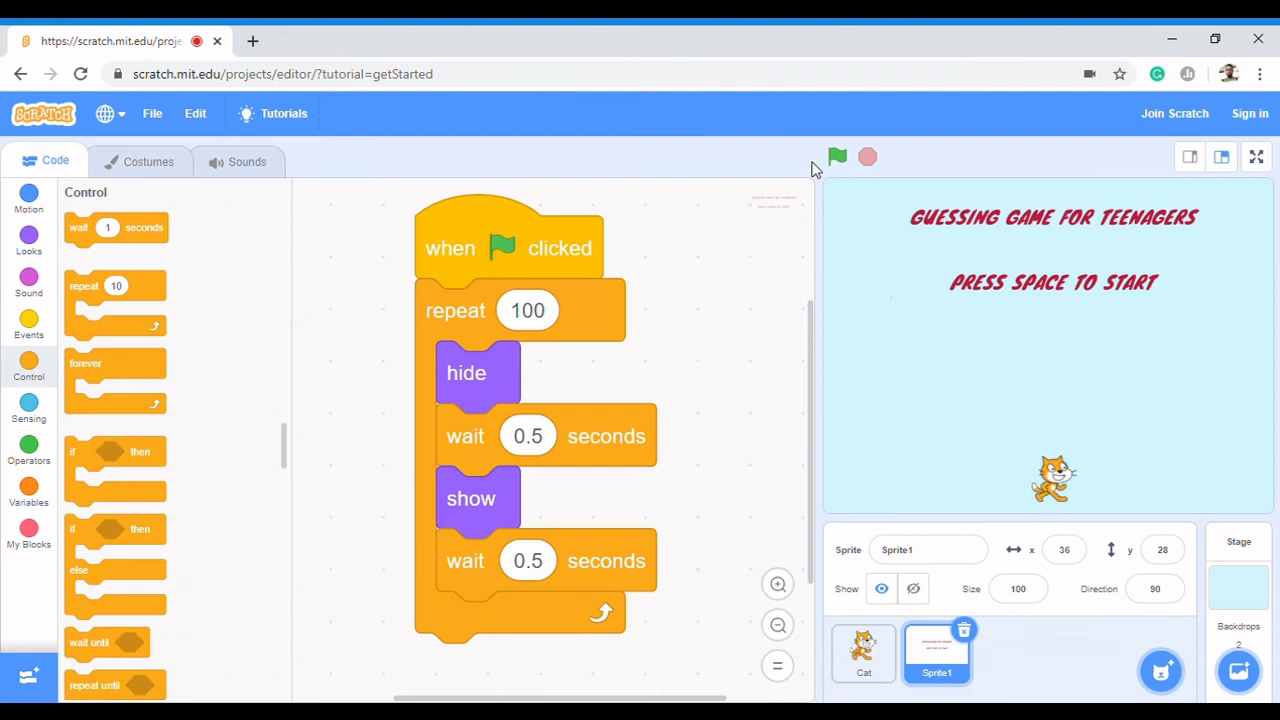 https://scratch.mit.edu/proje
scratch.mit.edu/projects/editor/?tutorial=getStarted
SCRATCH File Edit Tutorials Join Scratch Sign in
Code Costumes Sounds
Motion
Looks
Sound
Events
Control
Sensing
Operators
Variables
My Blocks
Control
wait 1 seconds
repeat 10
forever
if then
if then
else
wait until
repeat until
when clicked
repeat 100
hide
wait 0.5 seconds
show
wait 0.5 seconds
GUESSING GAME FOR TEENAGERS
PRESS SPACE TO START
Sprite Sprite1 x 36 y 28
Show Size 100 Direction 90
Cat
Sprite1
Stage
Backdrops
2